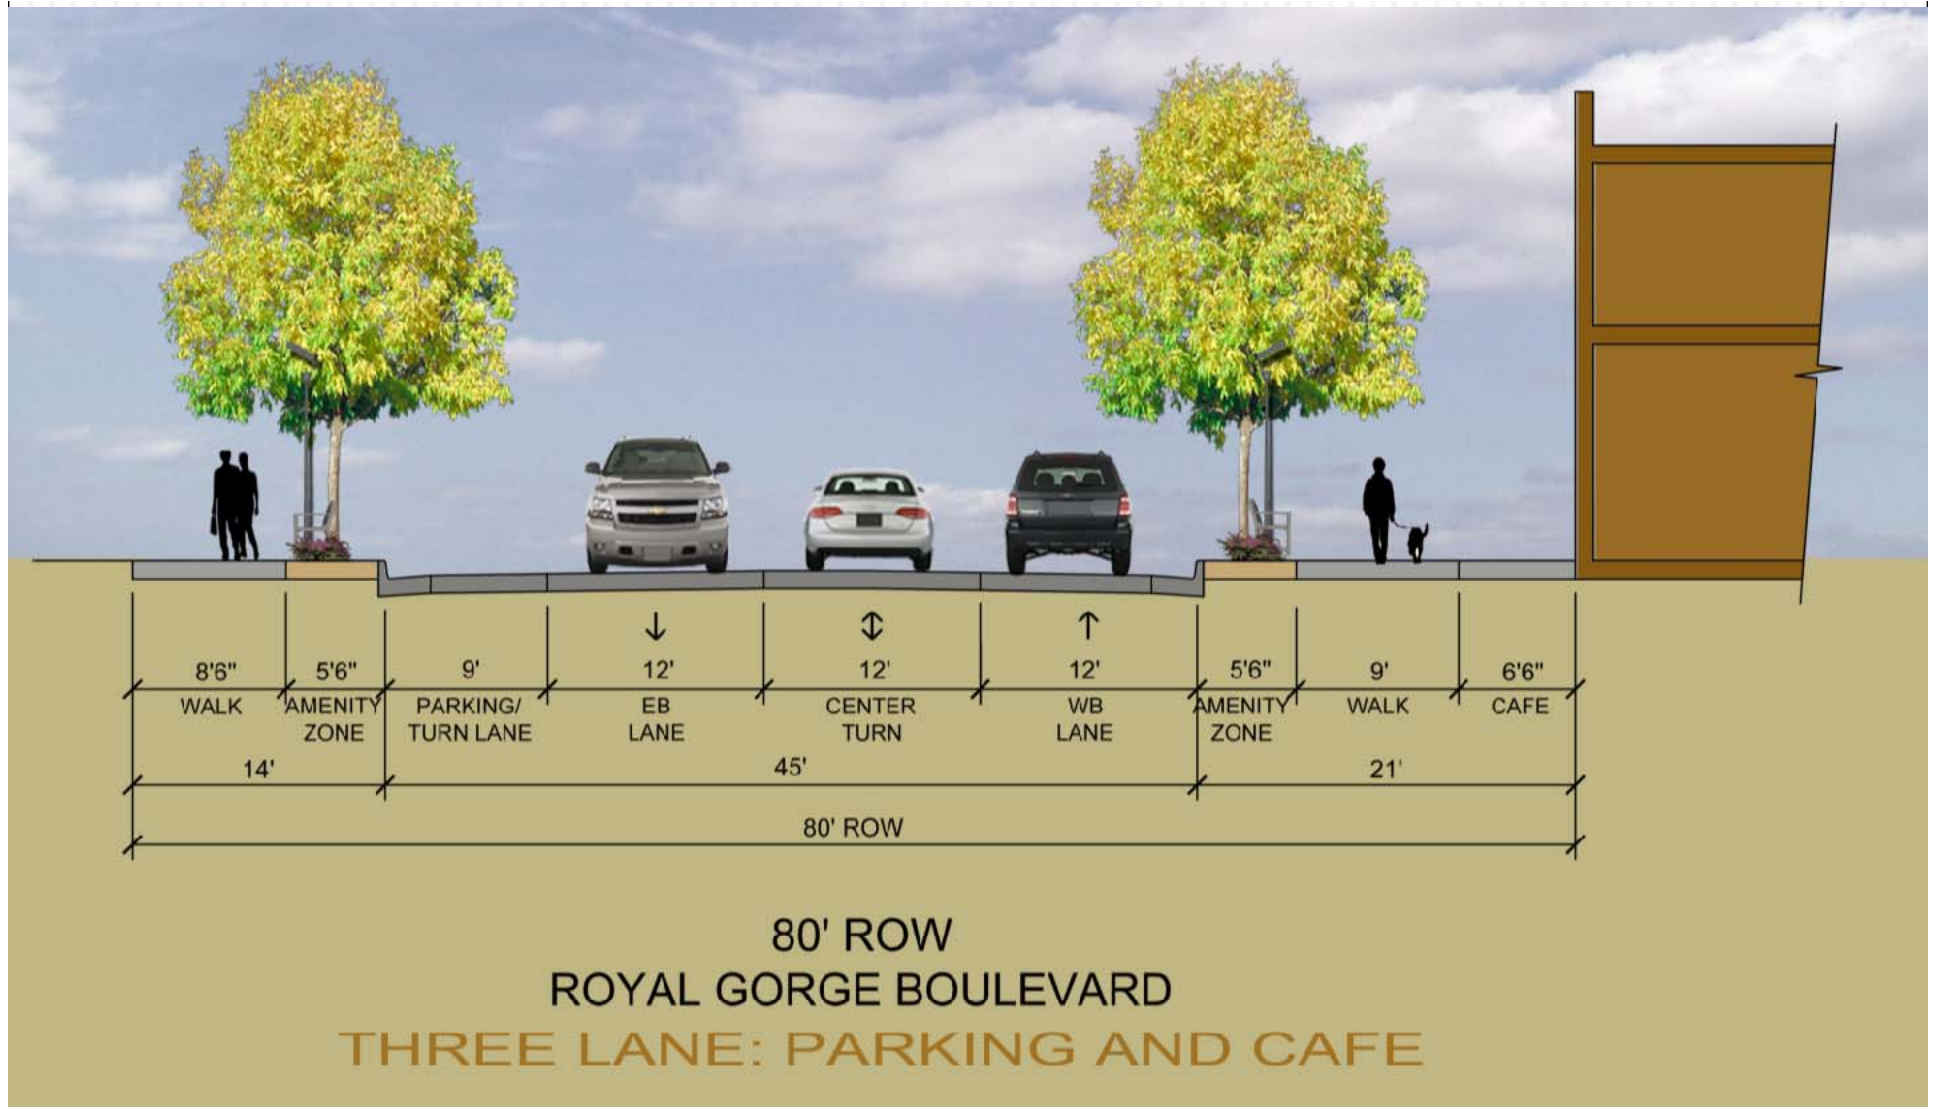 8'6" 5'6" 9' 12' 12' 12' 5'6" 9' 6'6"
WALK AMENITY PARKING/ EB CENTER WB AMENITY WALK CAFE
ZONE TURN LANE LANE TURN LANE ZONE
14' 45' 21'
80' ROW
80' ROW
ROYAL GORGE BOULEVARD
THREE LANE: PARKING AND CAFE